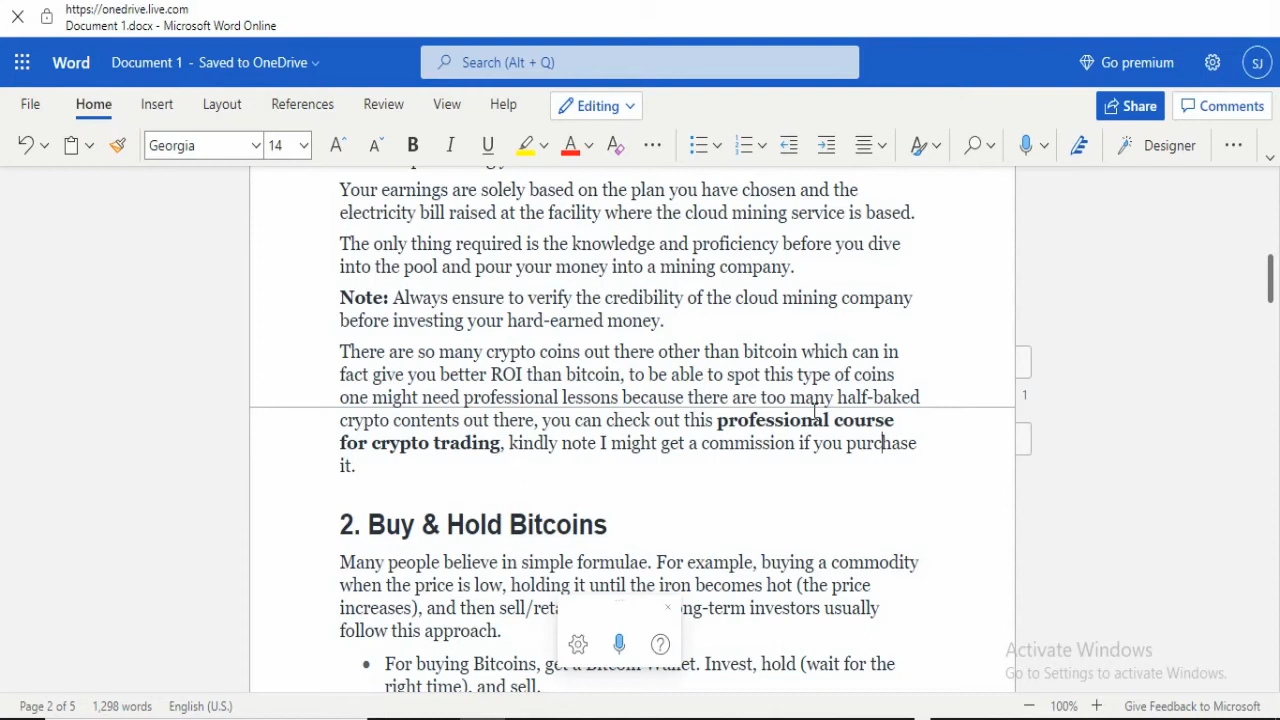 https://onedrive.live.com
Document 1.docx - Microsoft Word Online
Word Document 1 - Saved to OneDrive
Search (Alt + Q)
Go premium
SJ
File Home Insert Layout References Review View Help
Editing
Share
Comments
Georgia 14
Designer
Your earnings are solely based on the plan you have chosen and the
electricity bill raised at the facility where the cloud mining service is based.
The only thing required is the knowledge and proficiency before you dive
into the pool and pour your money into a mining company.
Note: Always ensure to verify the credibility of the cloud mining company
before investing your hard-earned money.
There are so many crypto coins out there other than bitcoin which can in
fact give you better ROI than bitcoin, to be able to spot this type of coins
one might need professional lessons because there are too many half-baked
1
crypto contents out there, you can check out this professional course
for crypto trading, kindly note I might get a commission if you purchase
it.
2. Buy & Hold Bitcoins
Many people believe in simple formulae. For example, buying a commodity
when the price is low, holding it until the iron becomes hot (the price
increases), and then sell/ ng-term investors usually
follow this approach.
• For buying Bitcoins, get a Bitcoin Wallet. Invest, hold (wait for the
right time), and sell.
Activate Windows
Go to Settings to activate Windows.
Page 2 of 5 1,298 words English (U.S.)
100%
Give Feedback to Microsoft